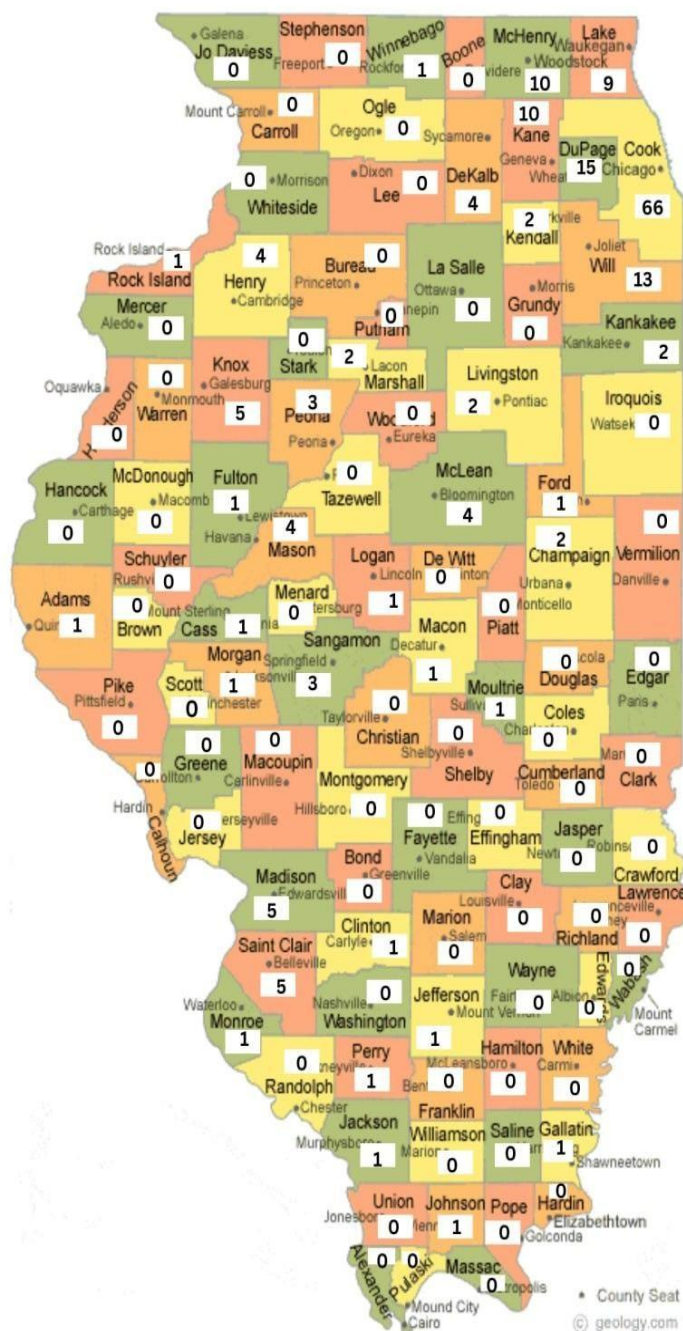 Galena
Jo Daviess
0
Stephenson
Freeport
0
Winnebago
1
Boone
0
McHenry
Woodstock
10
Lake
Waukegan
9
Mount Carroll
0
Carroll
Ogle
Oregon
0
Sycamore
DeKalb
4
10
Kane
Geneva
DuPage
15
Cook
Chicago
66
0
Morrison
Whiteside
Dixon
0
Lee
2
Kendall
Joliet
Will
13
Rock Island
1
Rock Island
4
Henry
Cambridge
0
Bureau
Princeton
La Salle
Ottawa
0
Morris
Grundy
0
0
Putnam
Kankakee
Kankakee
2
Mercer
Aledo
0
0
Stark
2
Lacon
Marshall
Knox
Galesburg
5
Oquawka
0
0
Monmouth
Warren
3
Peoria
Peoria
0
Eureka
Livingston
2
Pontiac
Iroquois
0
Hancock
Carthage
0
McDonough
Macomb
0
Fulton
1
Lewistown
Havana
0
Tazewell
McLean
Bloomington
4
Ford
1
4
Mason
2
Champaign
Urbana
0
Vermilion
Danville
Schuyler
0
Logan
Lincoln
1
De Witt
0
0
Monticello
Piatt
Adams
1
0
Mount Sterling
Brown
Cass
1
Menard
0
Macon
Decatur
1
Sangamon
Springfield
3
Morgan
1
Scott
0
Pike
Pittsfield
0
0
Taylorville
Christian
Moultrie
1
0
Douglas
0
Edgar
Paris
Coles
0
0
Shelbyville
Shelby
0
Clark
Cumberland
Toledo
0
0
Hardin
Calhoun
0
Greene
0
Macoupin
Carlinville
Montgomery
Hillsboro
0
0
Jersey
0
Fayette
Vandalia
0
Effingham
Jasper
0
0
Crawford
Madison
Edwardsville
5
Bond
Greenville
0
Clay
Louisville
0
0
Richland
Lawrence
0
Clinton
Carlyle
1
Marion
Salem
0
Saint Clair
Belleville
5
Wayne
0
Albion
Edwards
0
0
Wabash
Mount
Carmel
Waterloo
Monroe
1
Nashville
0
Washington
Jefferson
Mount Vernon
1
0
Randolph
Chester
Perry
1
McLeansboro
Hamilton
0
White
Carmi
0
0
Franklin
Jackson
Murphysboro
1
Williamson
Marion
0
Saline
0
Gallatin
1
Shawneetown
Union
Jonesboro
0
Johnson
1
Pope
0
Golconda
0
Hardin
Elizabethtown
0
Alexander
0
Pulaski
Massac
0
Mound City
Cairo
County Seat
© geology.com